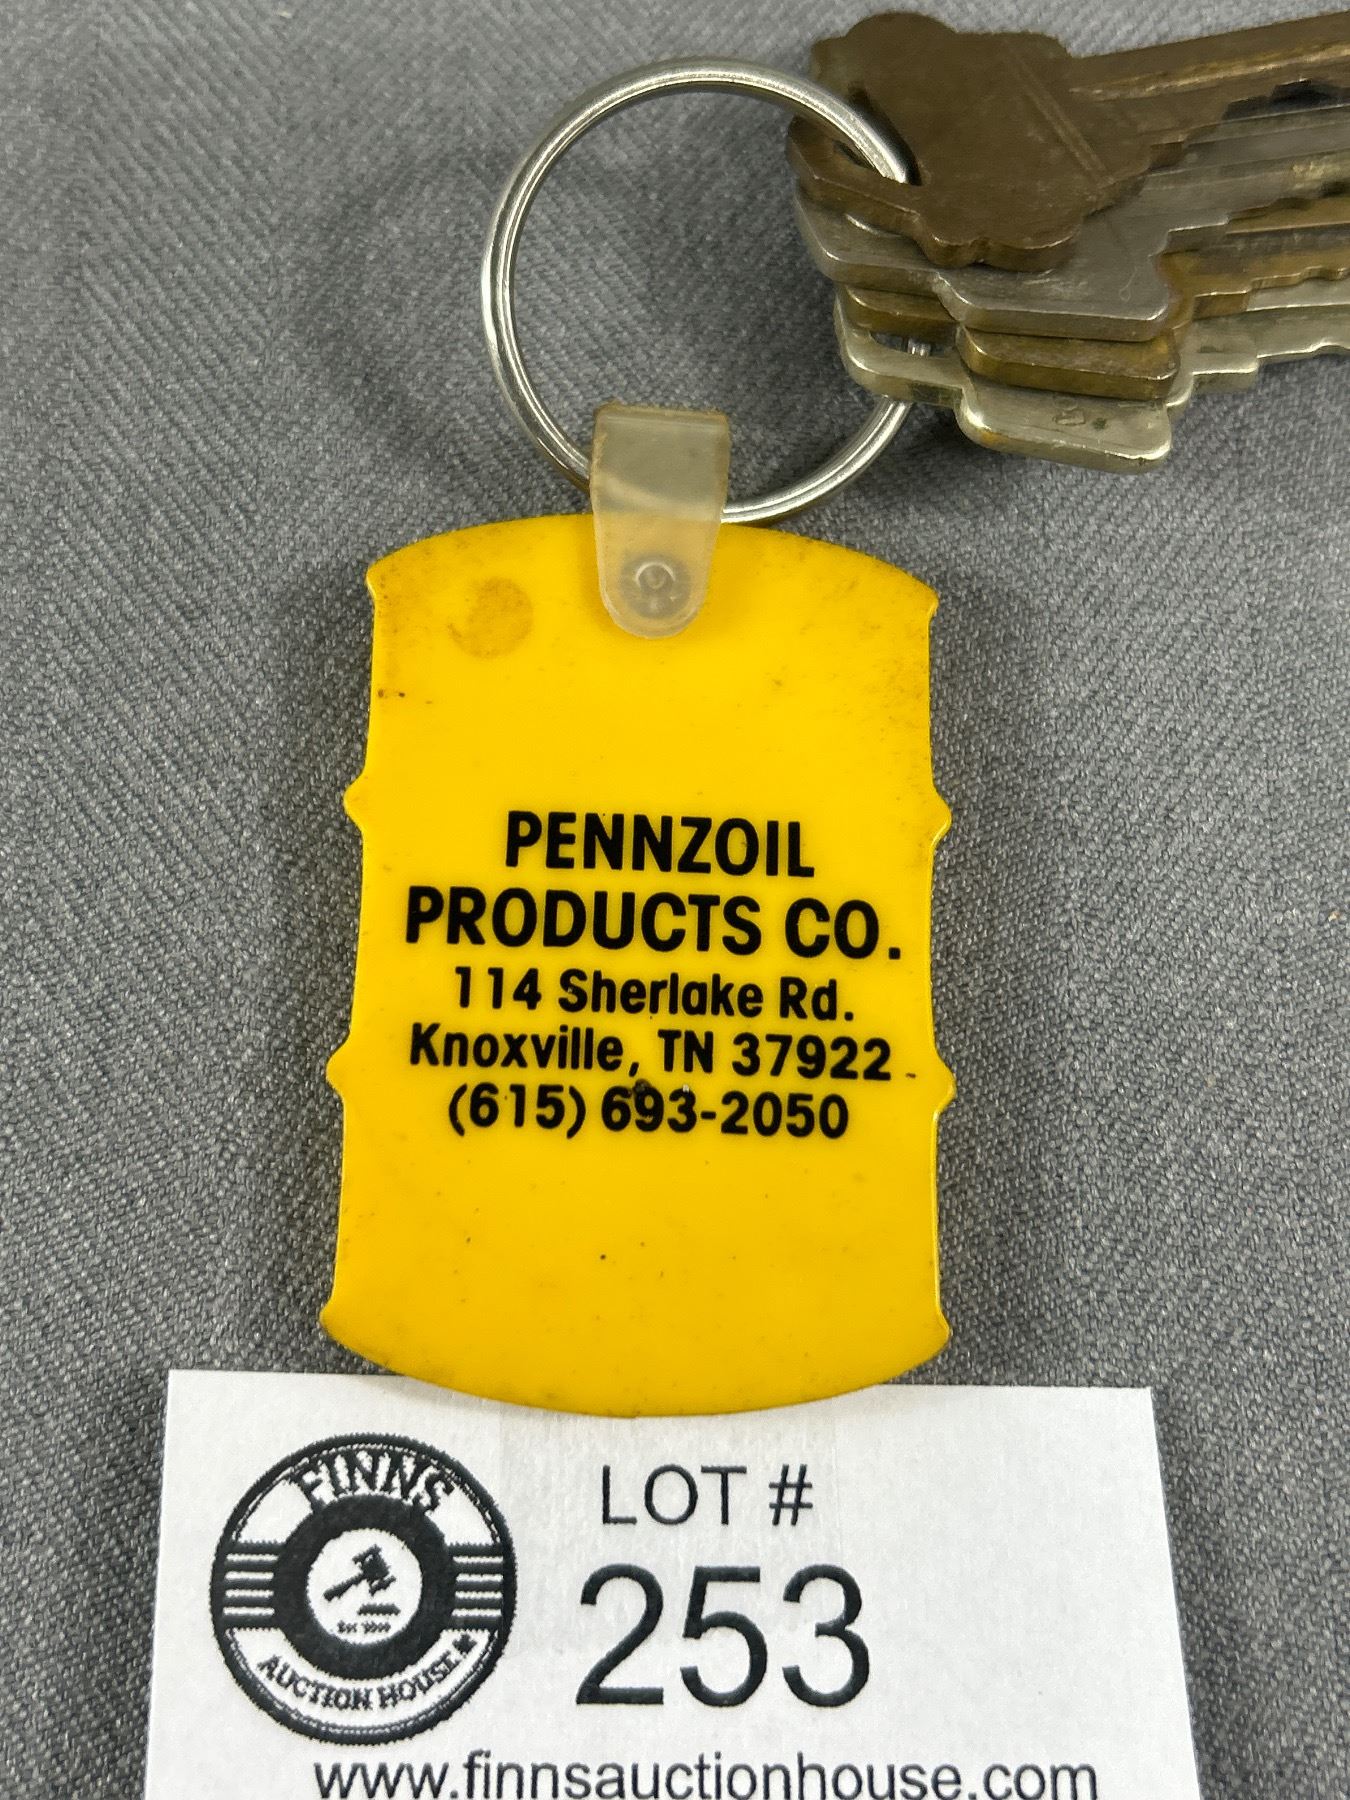 PENNZOIL
PRODUCTS CO.
114 Sherlake Rd.
Knoxville, TN 37922
(615) 693-2050
FINNS
AUCTION HOUSE
LOT #
253
www.finnsauctionhouse.com